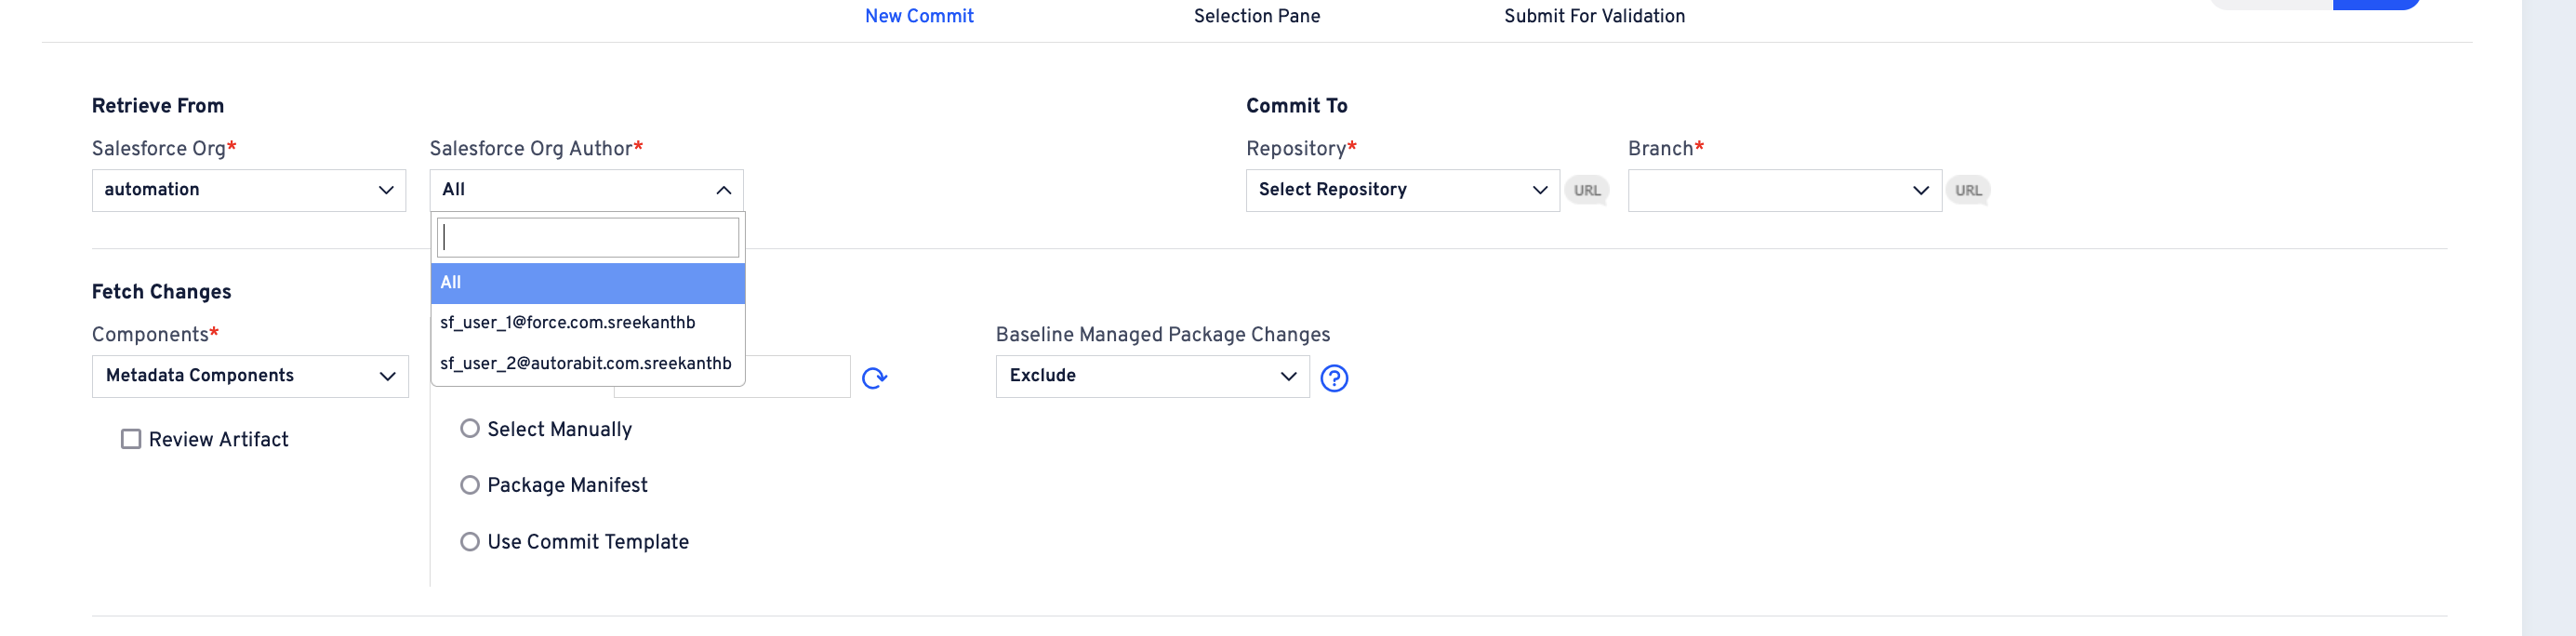 New Commit
Selection Pane
Submit For Validation
Retrieve From
Commit To
Salesforce Org*
Salesforce Org Author*
Repository*
Branch*
automation
All
Select Repository
URL
URL
All
sf_user_1@force.com.sreekanthb
sf_user_2@autorabit.com.sreekanthb
Fetch Changes
Components*
Baseline Managed Package Changes
Metadata Components
Exclude
?
Review Artifact
Select Manually
Package Manifest
Use Commit Template